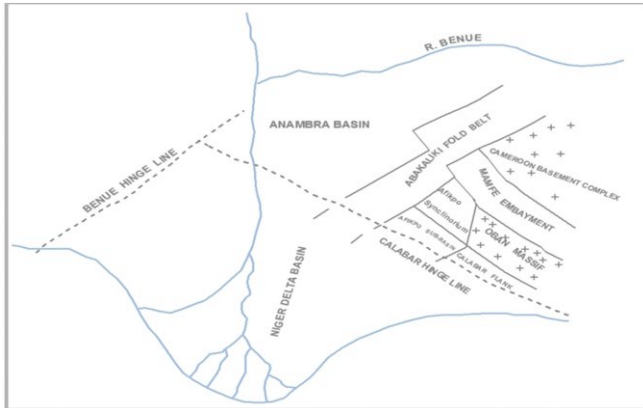 R. BENUE
ANAMBRA BASIN
BENUE HINGE LINE
ABAKALIKI FOLD BELT
CAMEROON BASEMENT COMPLEX
MAMFE EMBAYMENT
Afikpo
Synclinorium
OBAN MASSIF
AFIKPO SUB-BASIN
CALABAR FLANK
CALABAR HINGE LINE
NIGER DELTA BASIN